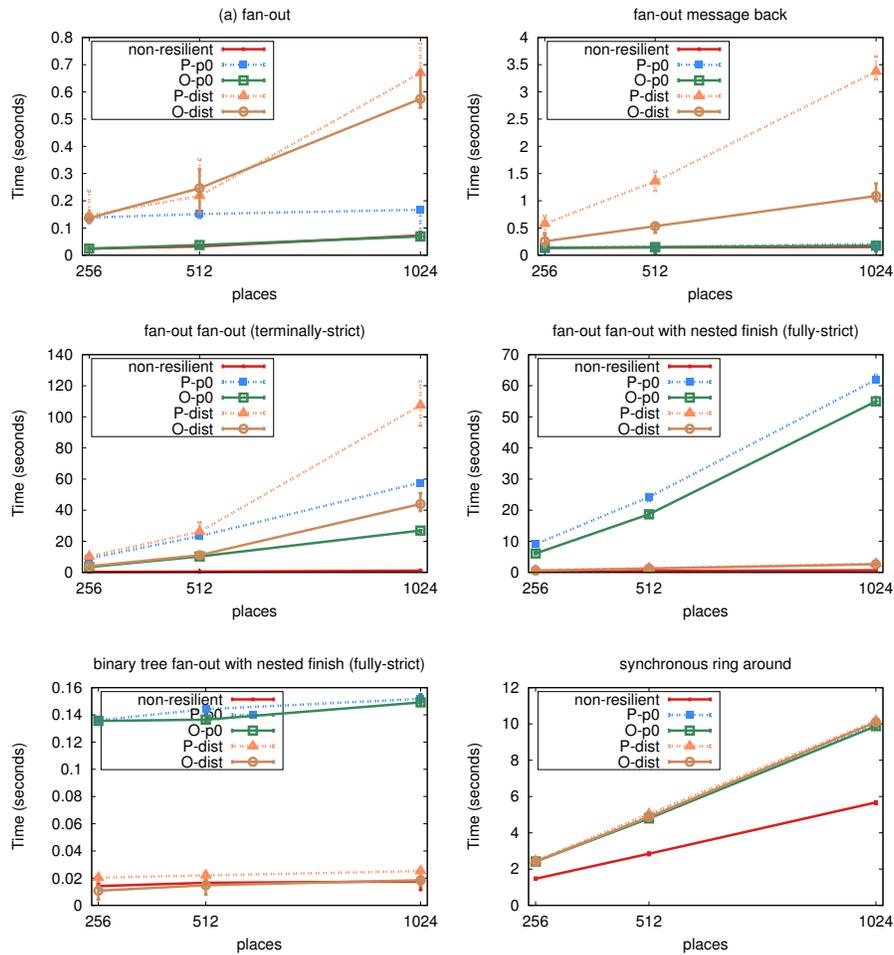 (a) fan-out
0.8
0.7
0.6
0.5
0.4
0.3
0.2
0.1
0
Time (seconds)
non-resilient
P-p0
O-p0
P-dist
O-dist
256
512
1024
places
fan-out message back
4
3.5
3
2.5
2
1.5
1
0.5
0
Time (seconds)
non-resilient
P-p0
O-p0
P-dist
O-dist
256
512
1024
places
fan-out fan-out (terminally-strict)
140
120
100
80
60
40
20
0
Time (seconds)
non-resilient
P-p0
O-p0
P-dist
O-dist
256
512
1024
places
fan-out fan-out with nested finish (fully-strict)
70
60
50
40
30
20
10
0
Time (seconds)
non-resilient
P-p0
O-p0
P-dist
O-dist
256
512
1024
places
binary tree fan-out with nested finish (fully-strict)
0.16
0.14
0.12
0.1
0.08
0.06
0.04
0.02
0
Time (seconds)
non-resilient
P-p0
O-p0
P-dist
O-dist
256
512
1024
places
synchronous ring around
12
10
8
6
4
2
0
Time (seconds)
non-resilient
P-p0
O-p0
P-dist
O-dist
256
512
1024
places